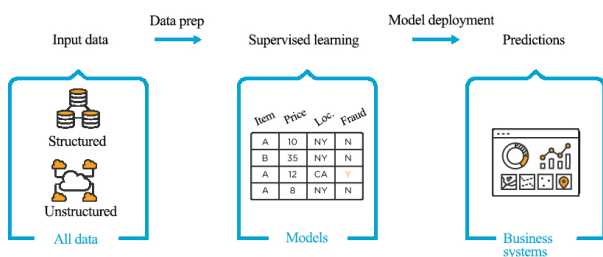 Data prep
Model deployment
Input data
Supervised learning
Predictions
Structured
Unstructured
All data
Item Price Loc. Fraud
A 10 NY N
B 35 NY N
A 12 CA Y
A 8 NY N
Models
Business
systems